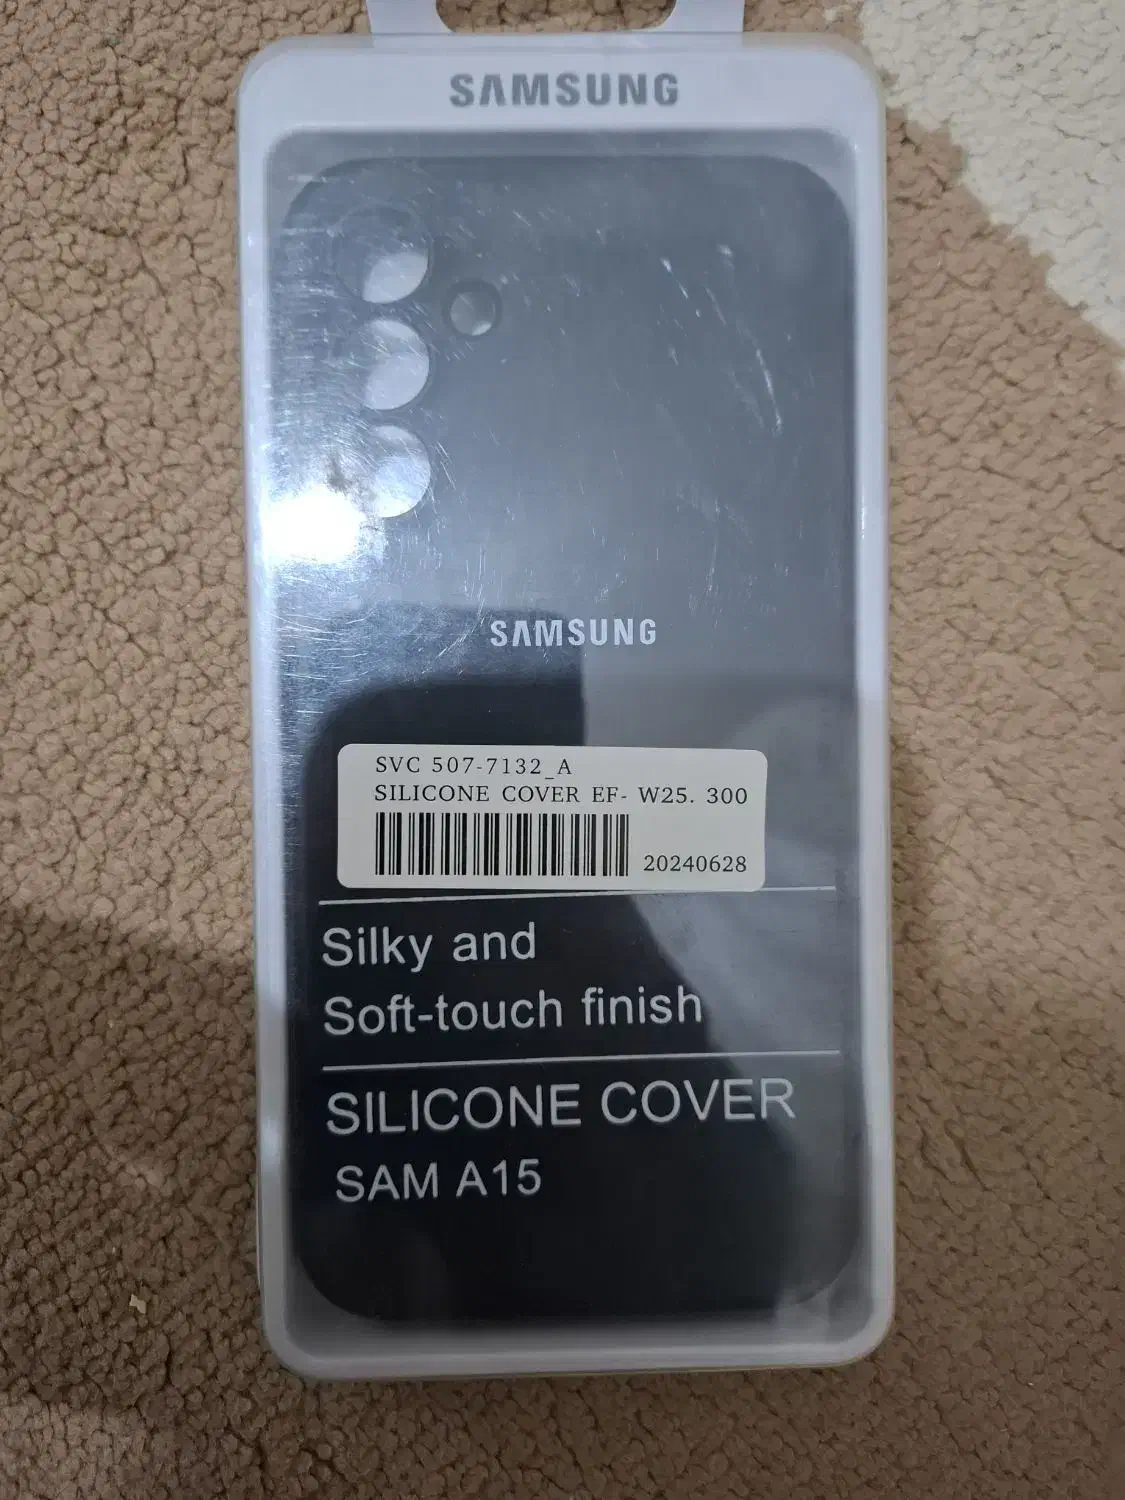 SAMSUNG
SAMSUNG
SVC 507-7132_A
SILICONE COVER EF- W25. 300
20240628
Silky and
Soft-touch finish
SILICONE COVER
SAM A15